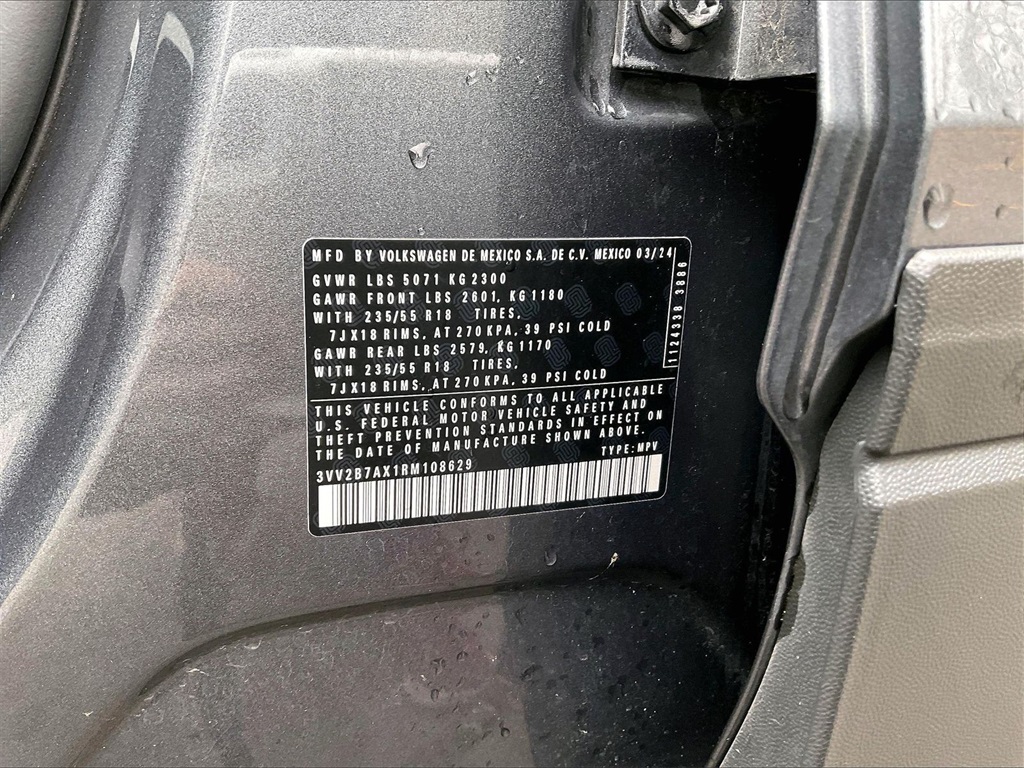 MFD BY VOLKSWAGEN DE MEXICO S.A. DE C.V. MEXICO 03/24
GVWR LBS 5071 KG 2300
GAWR FRONT LBS 2601, KG 1180
WITH 235/55 R18 TIRES,
7JX18 RIMS, AT 270 KPA, 39 PSI COLD
GAWR REAR LBS 2579, KG 1170
WITH 235/55 R18 TIRES,
7JX18 RIMS, AT 270 KPA, 39 PSI COLD
1124338 3886
THIS VEHICLE CONFORMS TO ALL APPLICABLE
U.S. FEDERAL MOTOR VEHICLE SAFETY AND
THEFT PREVENTION STANDARDS IN EFFECT ON
THE DATE OF MANUFACTURE SHOWN ABOVE.
TYPE: MPV
3VV2B7AX1RM108629